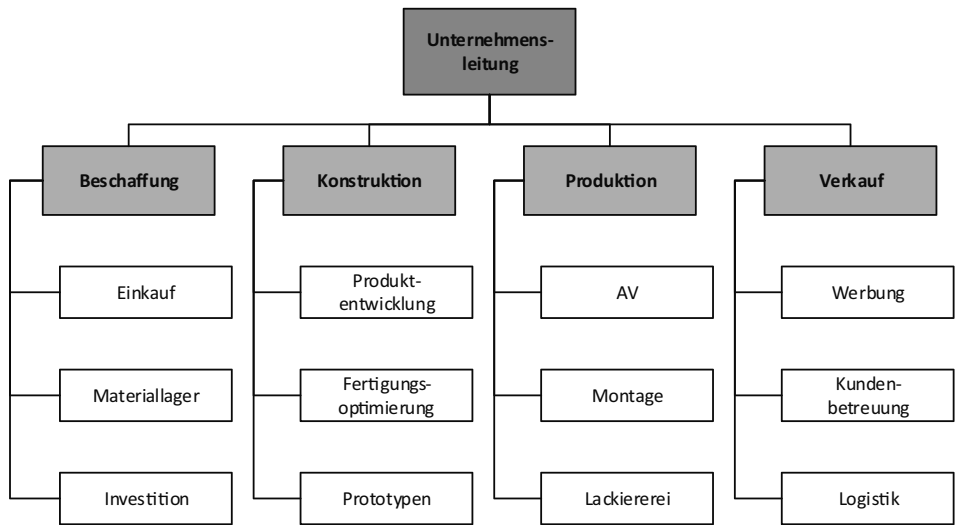 Unternehmens-
leitung
Beschaffung
Konstruktion
Produktion
Verkauf
Einkauf
Produkt-
entwicklung
AV
Werbung
Materiallager
Fertigungs-
optimierung
Montage
Kunden-
betreuung
Investition
Prototypen
Lackiererei
Logistik